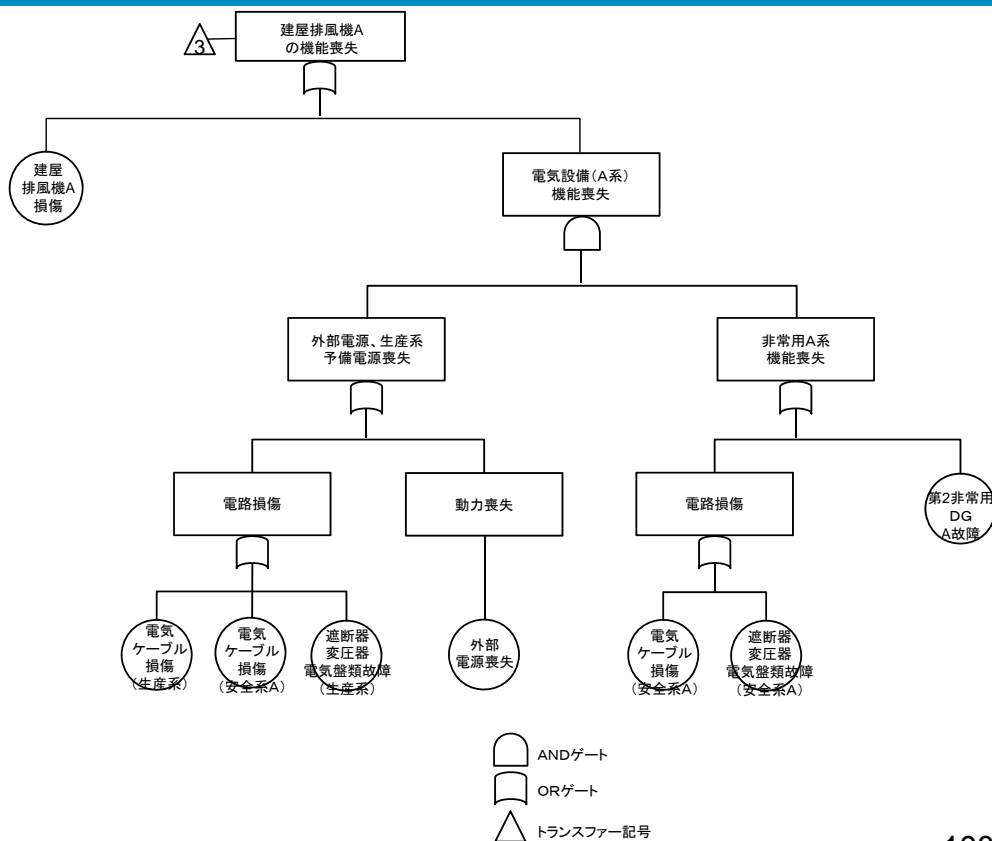 3
建屋排風機A
の機能喪失
建屋
排風機A
損傷
電気設備(A系)
機能喪失
外部電源、生産系
予備電源喪失
非常用A系
機能喪失
電路損傷
動力喪失
電路損傷
第2非常用
DG
A故障
電気
ケーブル
損傷
(生産系)
電気
ケーブル
損傷
(安全系A)
遮断器
変圧器
電気盤類故障
(生産系)
外部
電源喪失
電気
ケーブル
損傷
(安全系A)
遮断器
変圧器
電気盤類故障
(安全系A)
ANDゲート
ORゲート
トランスファー記号